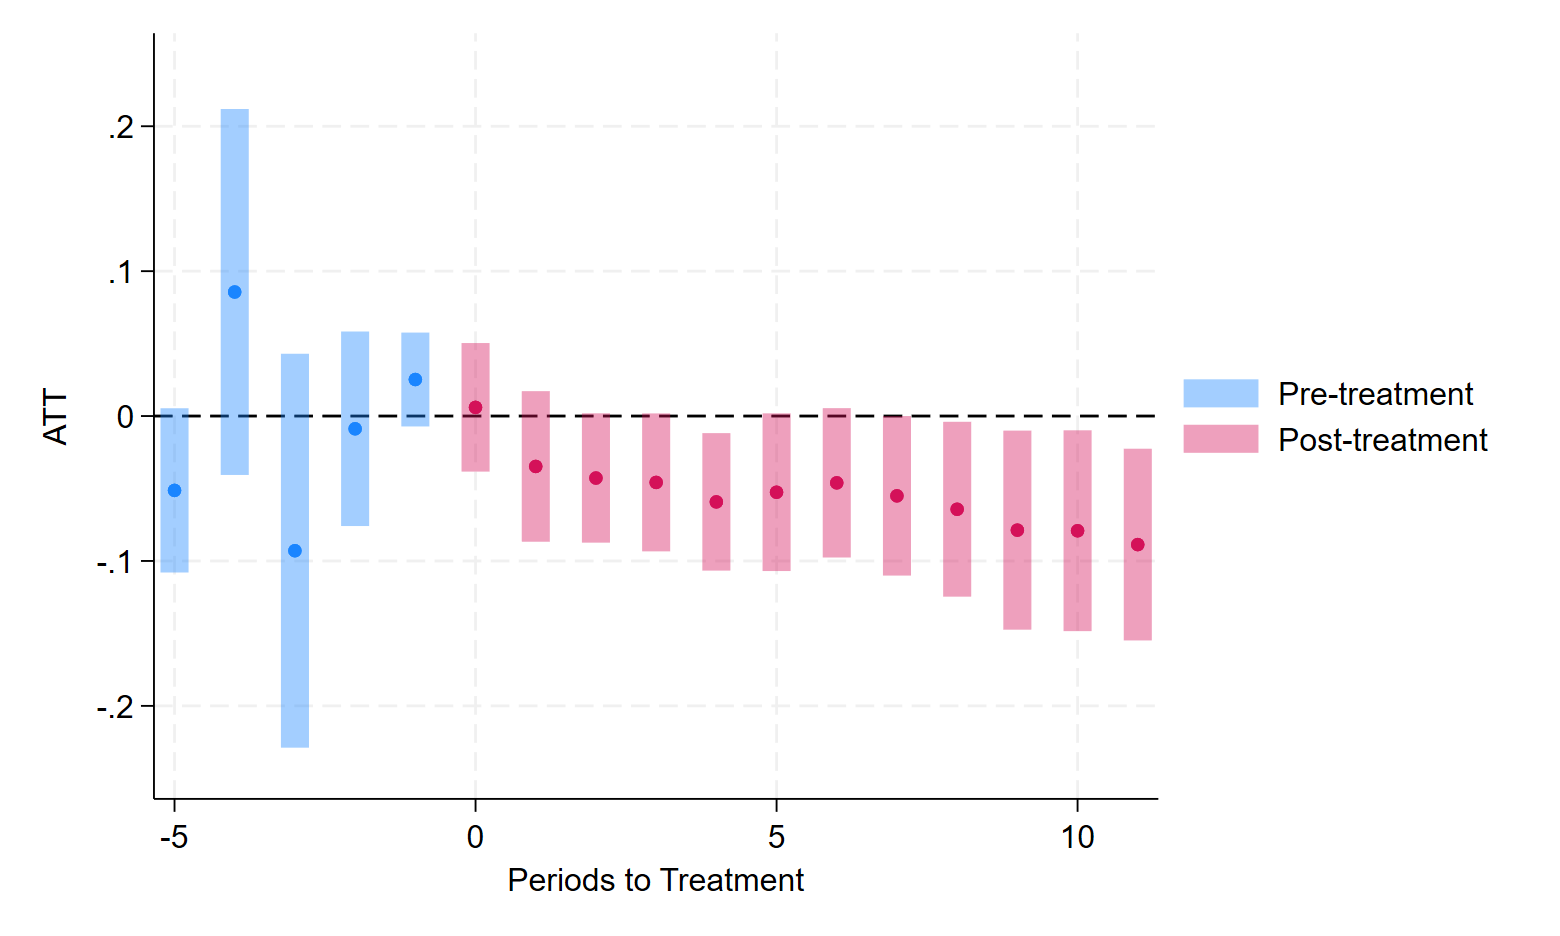 .2
.1
0
-.1
-.2
ATT
-5
0
5
10
Periods to Treatment
Pre-treatment
Post-treatment